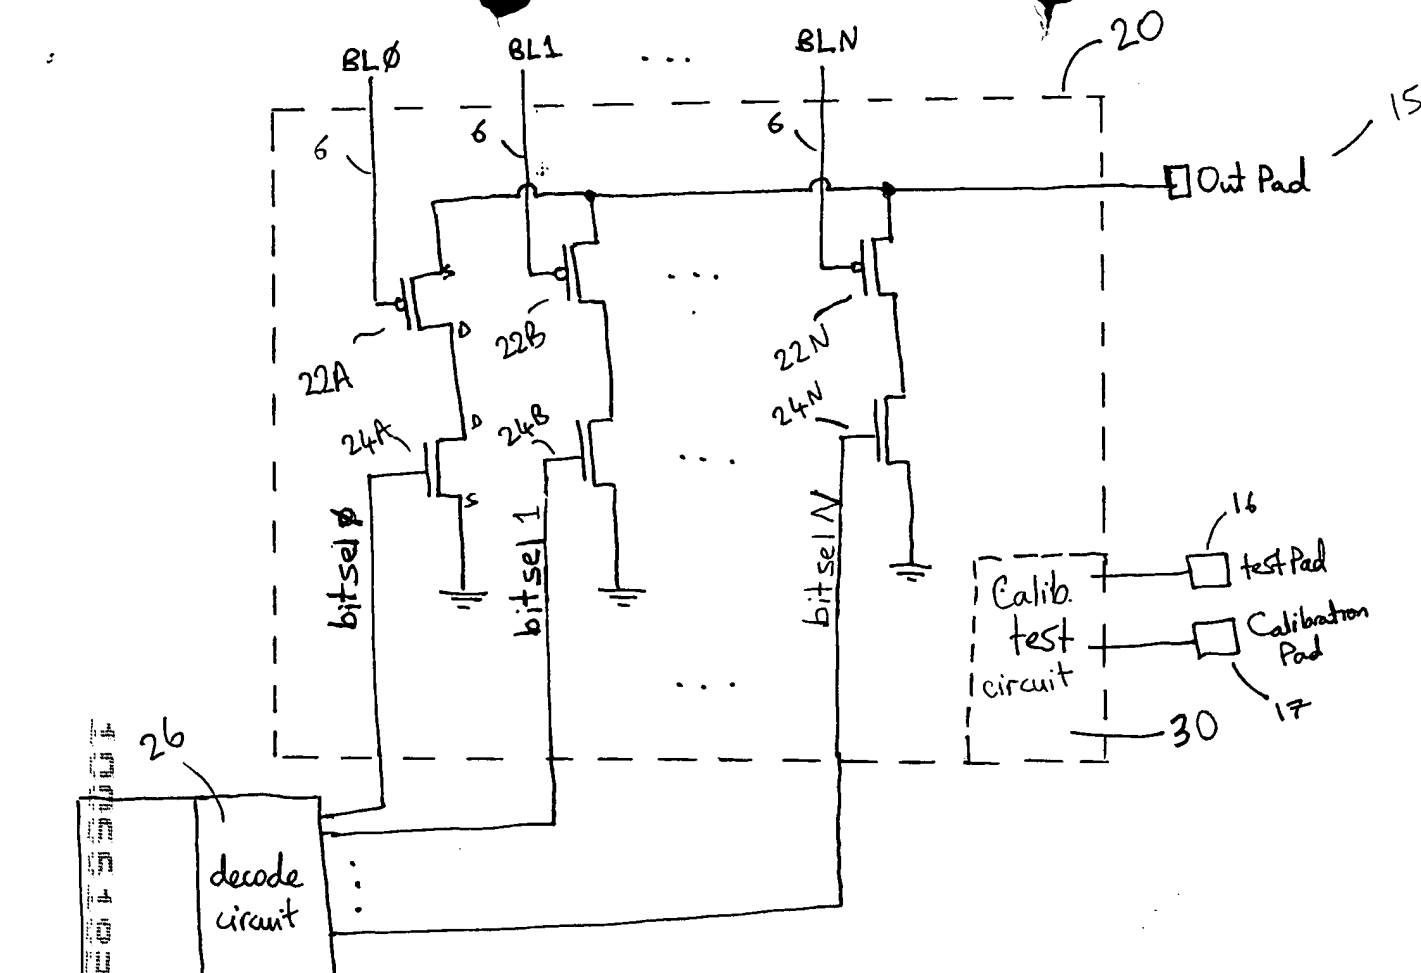 BLØ
BL1
...
BLN
20
15
6
6
6
Out Pad
S
D
22A
22B
...
22N
D
S
24A
24B
...
24N
bitsel Ø
bitsel 1
bitsel N
...
Calib.
test
circuit
16
test Pad
Calibration
Pad
17
30
26
decode
circuit